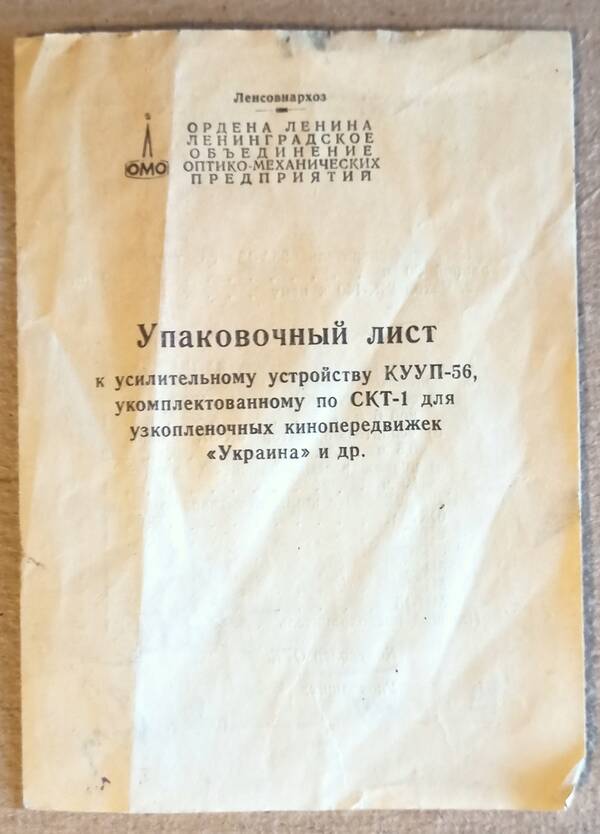 Ленсовнархоз
ОРДЕНА ЛЕНИНА
ЛЕНИНГРАДСКОЕ
ОБЪЕДИНЕНИЕ
ОПТИКО-МЕХАНИЧЕСКИХ
ПРЕДПРИЯТИЙ
ОМО
Упаковочный лист
к усилительному устройству КУУП-56,
укомплектованному по СКТ-1 для
узкопленочных кинопередвижек
«Украина» и др.